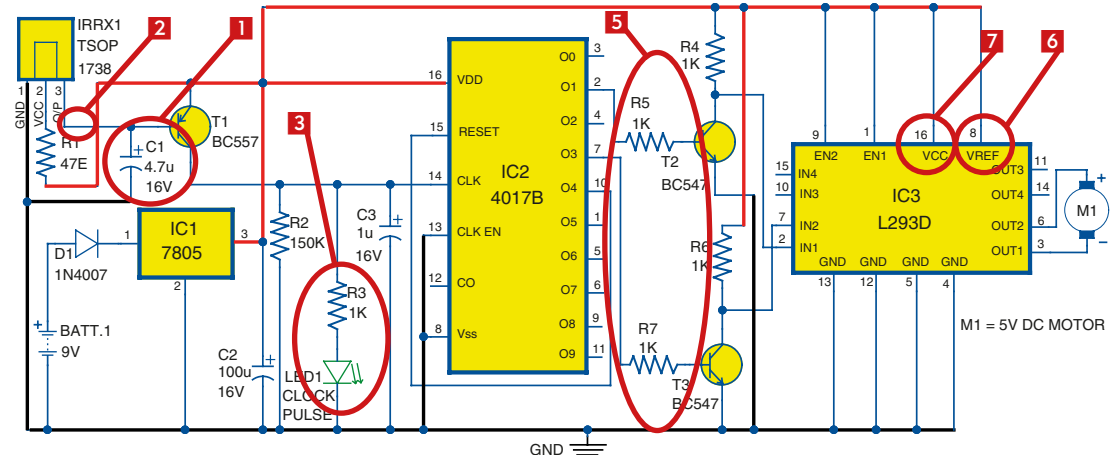 IRRX1
TSOP
1738
2
1
5
7
6
1
2
3
GND
VCC
O/P
R1
47E
C1
4.7u
16V
T1
BC557
3
16
VDD
15
RESET
14
CLK
13
CLK EN
12
CO
8
Vss
IC2
4017B
O0
3
O1
2
O2
4
O3
7
O4
10
O5
1
O6
5
O7
6
O8
9
O9
11
IC1
7805
1
3
2
D1
1N4007
BATT.1
9V
C2
100u
16V
R2
150K
R3
1K
LED1
CLOCK
PULSE
C3
1u
16V
R4
1K
R5
1K
T2
BC547
R6
1K
R7
1K
T3
BC547
9
1
16
8
EN2
EN1
VCC
VREF
15
IN4
10
IN3
7
IN2
2
IN1
IC3
L293D
OUT3
11
OUT4
14
OUT2
6
OUT1
3
GND
GND
GND
GND
13
12
5
4
M1
M1 = 5V DC MOTOR
GND